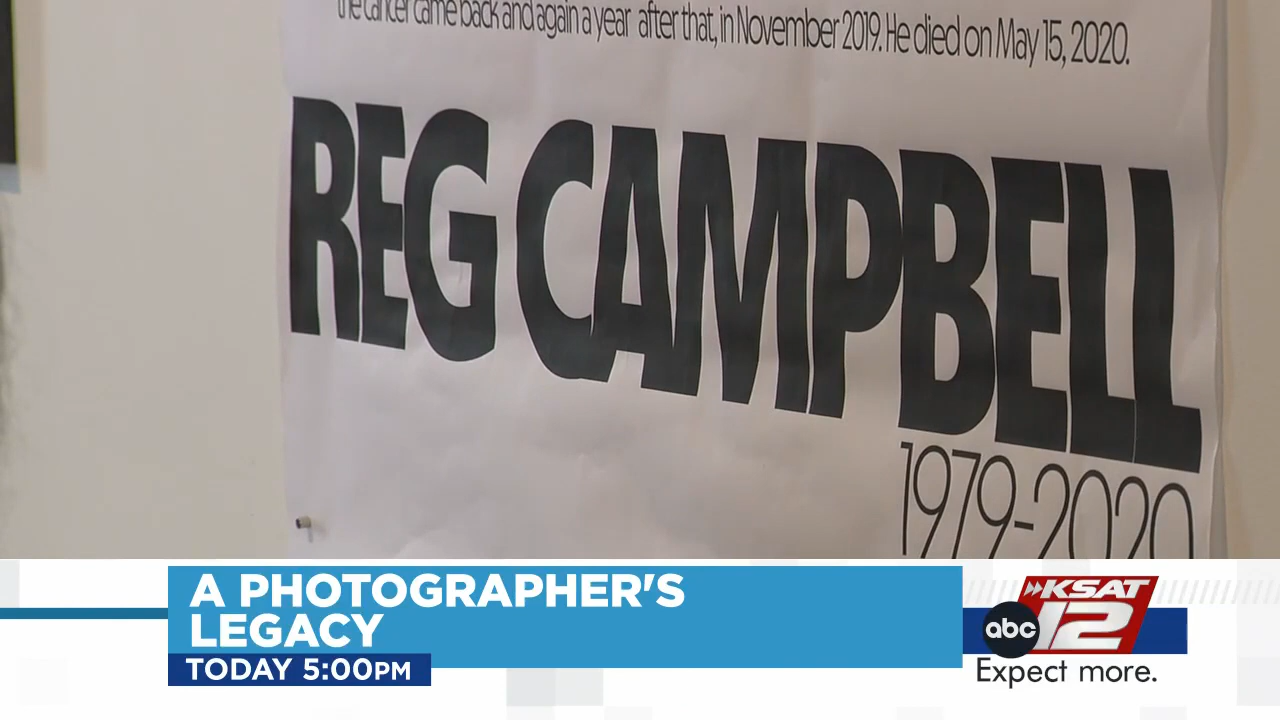 the cancer came back and again a year after that, in November 2019. He died on May 15, 2020.
REG CAMPBELL
1979-2020
A PHOTOGRAPHER'S
LEGACY
TODAY 5:00PM
KSAT
abc 12
Expect more.